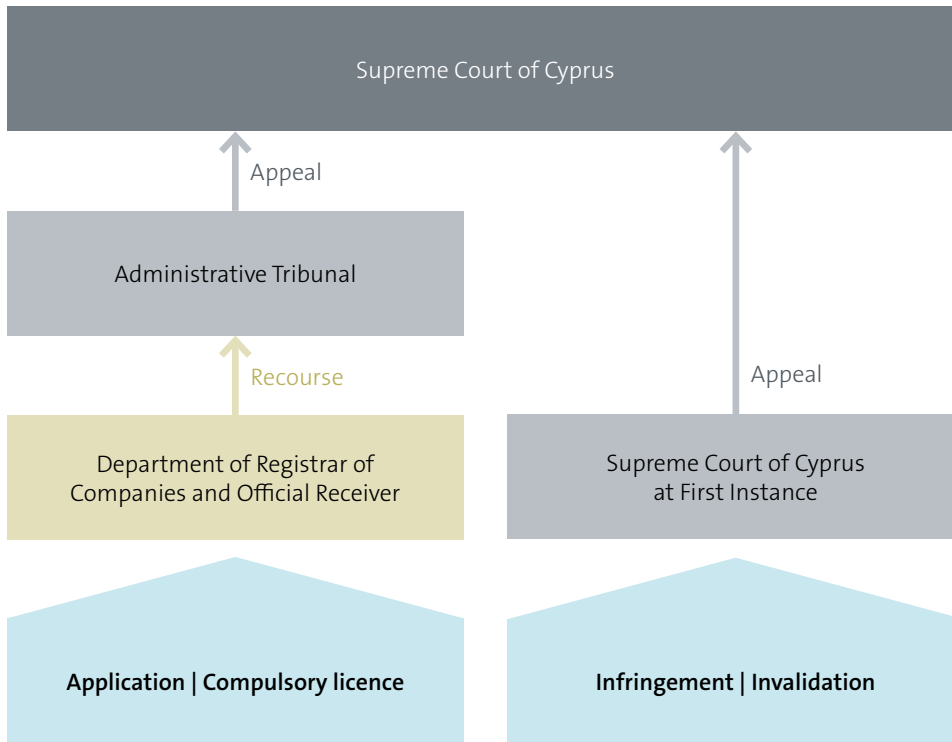 Supreme Court of Cyprus
Appeal
Administrative Tribunal
Recourse
Appeal
Department of Registrar of
Companies and Official Receiver
Supreme Court of Cyprus
at First Instance
Application | Compulsory licence
Infringement | Invalidation